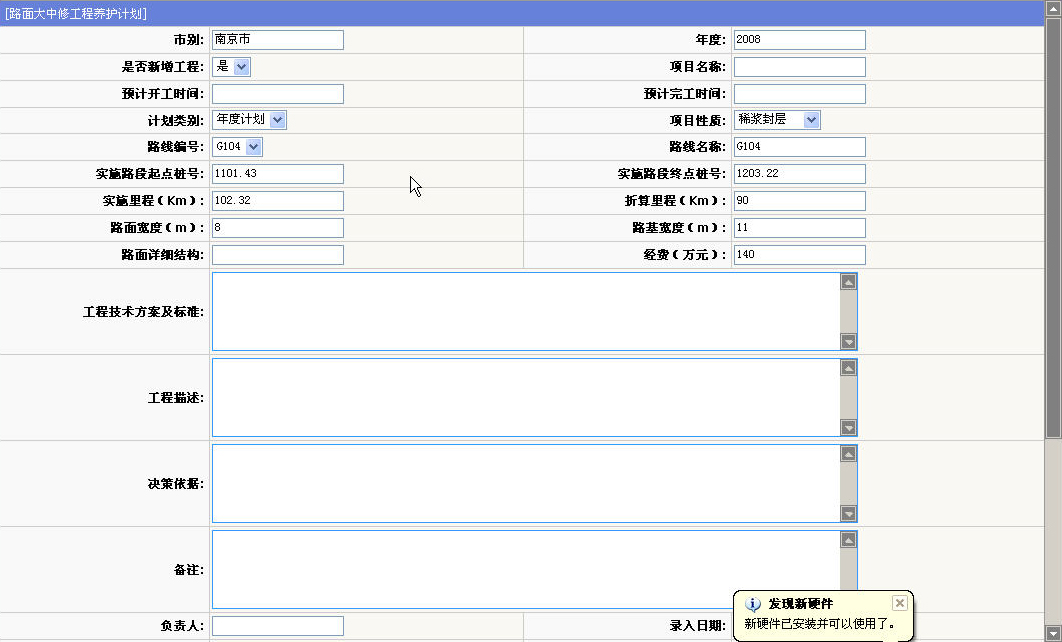 [路面大中修工程养护计划]
市别: 南京市 年度: 2008
是否新增工程: 是 项目名称:
预计开工时间: 预计完工时间:
计划类别: 年度计划 项目性质: 稀浆封层
路线编号: G104 路线名称: G104
实施路段起点桩号: 1101.43 实施路段终点桩号: 1203.22
实施里程(Km): 102.32 折算里程(Km): 90
路面宽度(m): 8 路基宽度(m): 11
路面详细结构: 经费(万元): 140
工程技术方案及标准:
工程描述:
决策依据:
备注:
负责人: 录入日期:
发现新硬件
新硬件已安装并可以使用了。